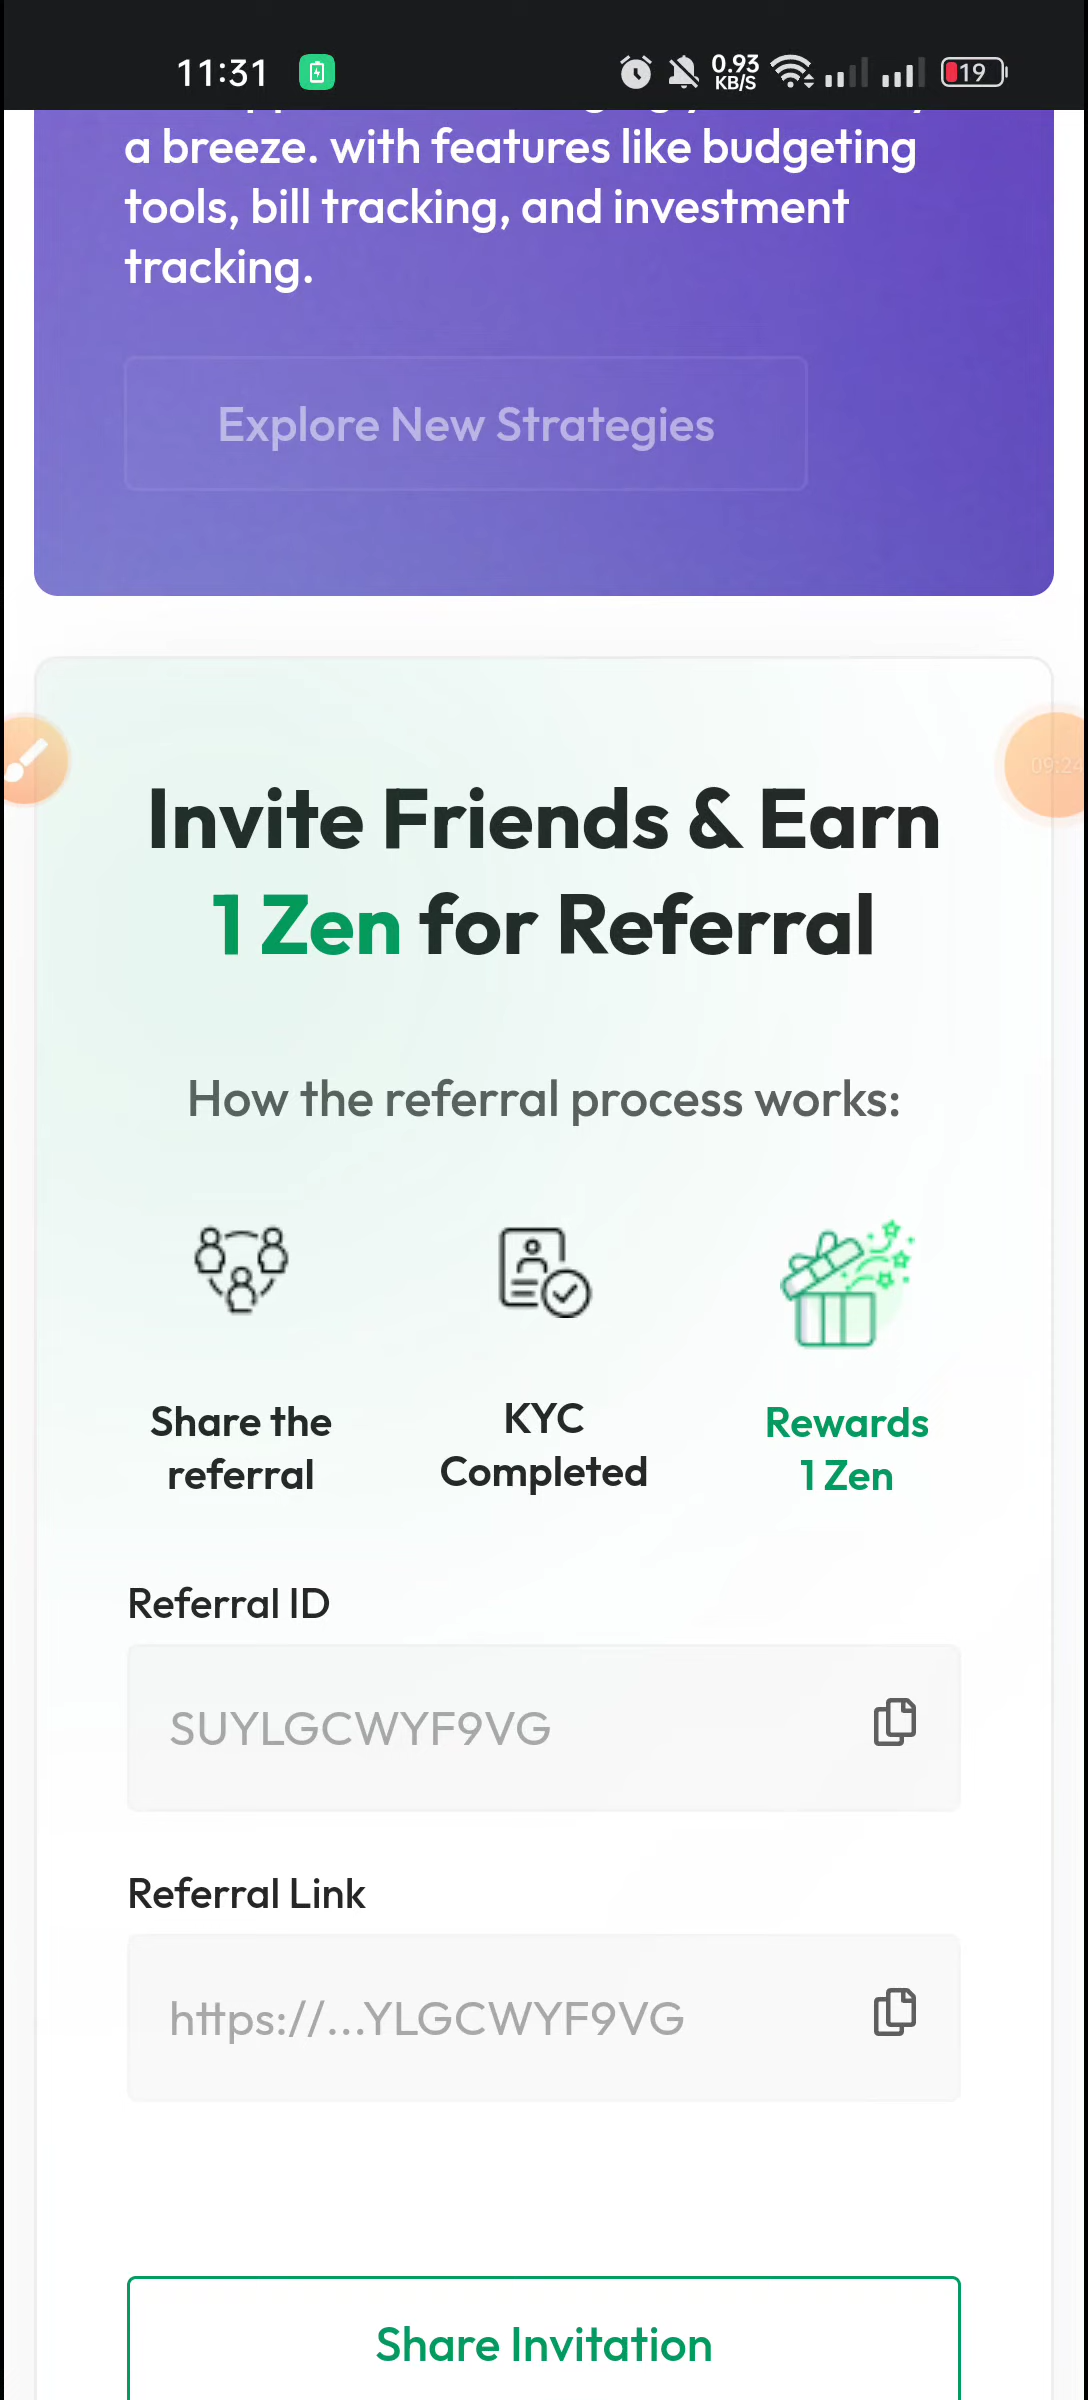 11:31
0.93
KB/S
19
a breeze. with features like budgeting
tools, bill tracking, and investment
tracking.
Explore New Strategies
09:24
Invite Friends & Earn
1 Zen for Referral
How the referral process works:
Share the
referral
KYC
Completed
Rewards
1 Zen
Referral ID
SUYLGCWYF9VG
Referral Link
https://...YLGCWYF9VG
Share Invitation